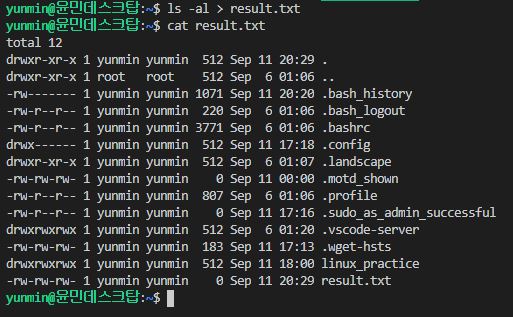 yunmin@윤민데스크탑:~$ ls -al > result.txt
yunmin@윤민데스크탑:~$ cat result.txt
total 12
drwxr-xr-x 1 yunmin yunmin  512 Sep 11 20:29 .
drwxr-xr-x 1 root   root    512 Sep  6 01:06 ..
-rw------- 1 yunmin yunmin 1071 Sep 11 20:20 .bash_history
-rw-r--r-- 1 yunmin yunmin  220 Sep  6 01:06 .bash_logout
-rw-r--r-- 1 yunmin yunmin 3771 Sep  6 01:06 .bashrc
drwx------ 1 yunmin yunmin  512 Sep 11 17:18 .config
drwxr-xr-x 1 yunmin yunmin  512 Sep  6 01:07 .landscape
-rw-rw-rw- 1 yunmin yunmin    0 Sep 11 00:00 .motd_shown
-rw-r--r-- 1 yunmin yunmin  807 Sep  6 01:06 .profile
-rw-r--r-- 1 yunmin yunmin    0 Sep 11 17:16 .sudo_as_admin_successful
drwxrwxrwx 1 yunmin yunmin  512 Sep  6 01:20 .vscode-server
-rw-rw-rw- 1 yunmin yunmin  183 Sep 11 17:13 .wget-hsts
drwxrwxrwx 1 yunmin yunmin  512 Sep 11 18:00 linux_practice
-rw-rw-rw- 1 yunmin yunmin    0 Sep 11 20:29 result.txt
yunmin@윤민데스크탑:~$